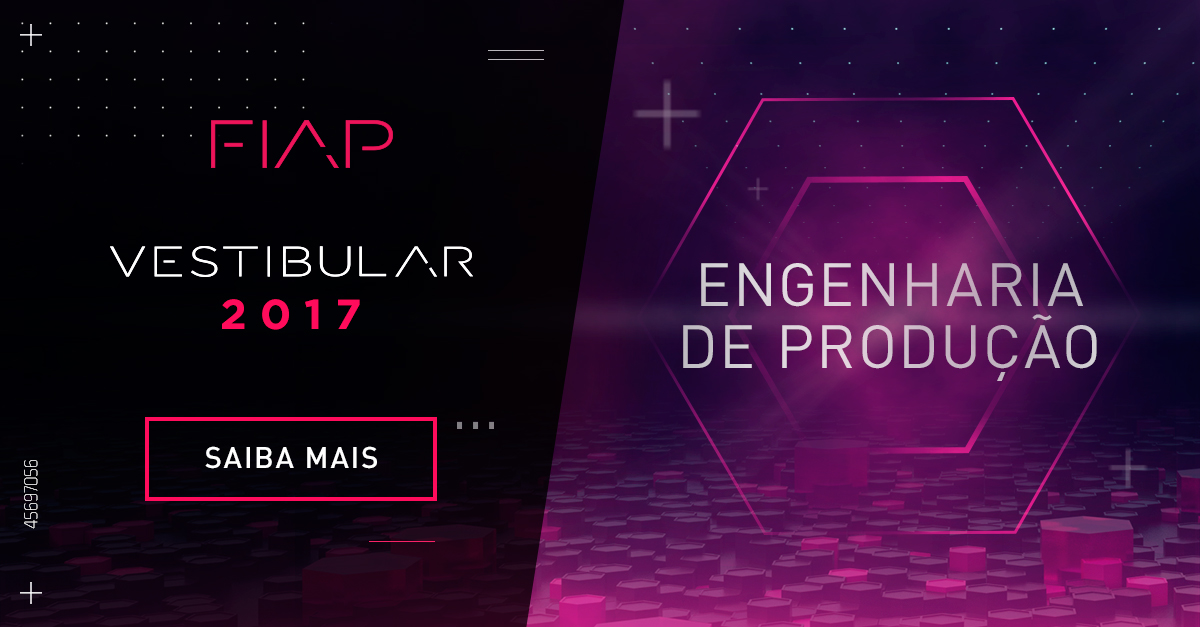 FIAP
VESTIBULAR
2017
SAIBA MAIS
45697056
ENGENHARIA
DE PRODUÇÃO